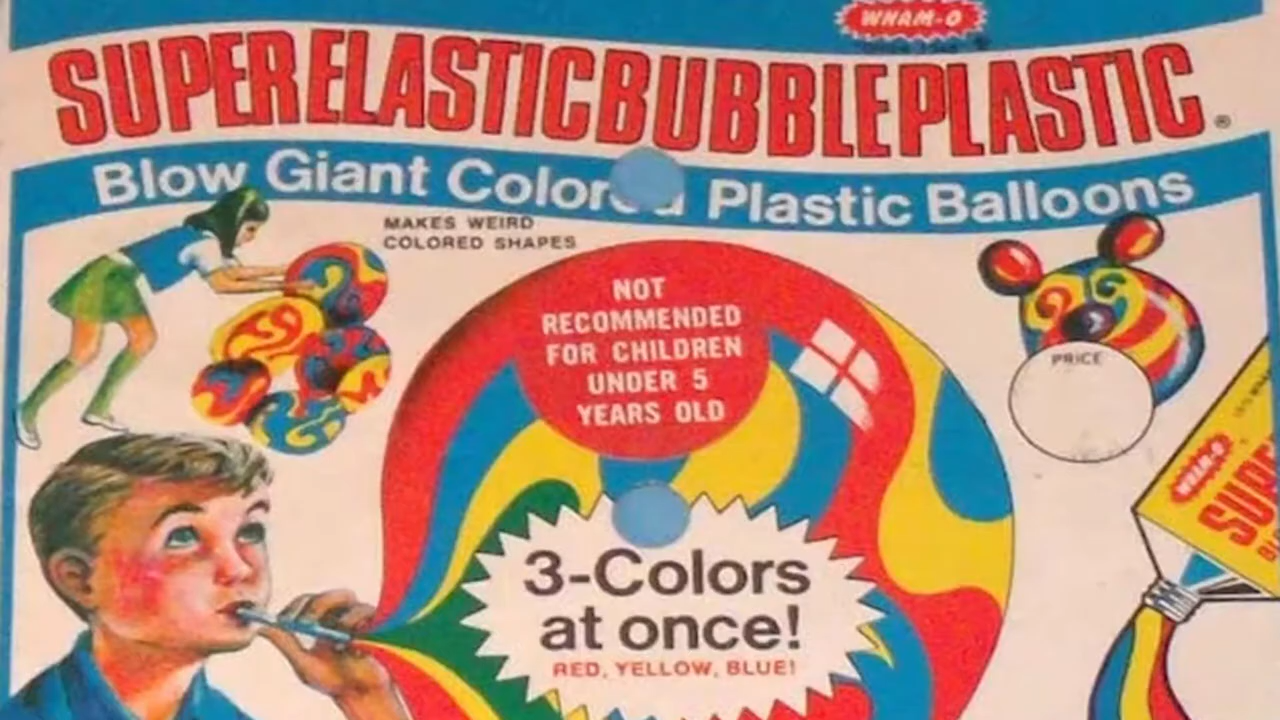 WHAM-O
SUPERELASTICBUBBLEPLASTIC®
Blow Giant Colored Plastic Balloons
MAKES WEIRD
COLORED SHAPES
NOT
RECOMMENDED
FOR CHILDREN
UNDER 5
YEARS OLD
PRICE
WHAM-O
SUP
3-Colors
at once!
RED, YELLOW, BLUE!